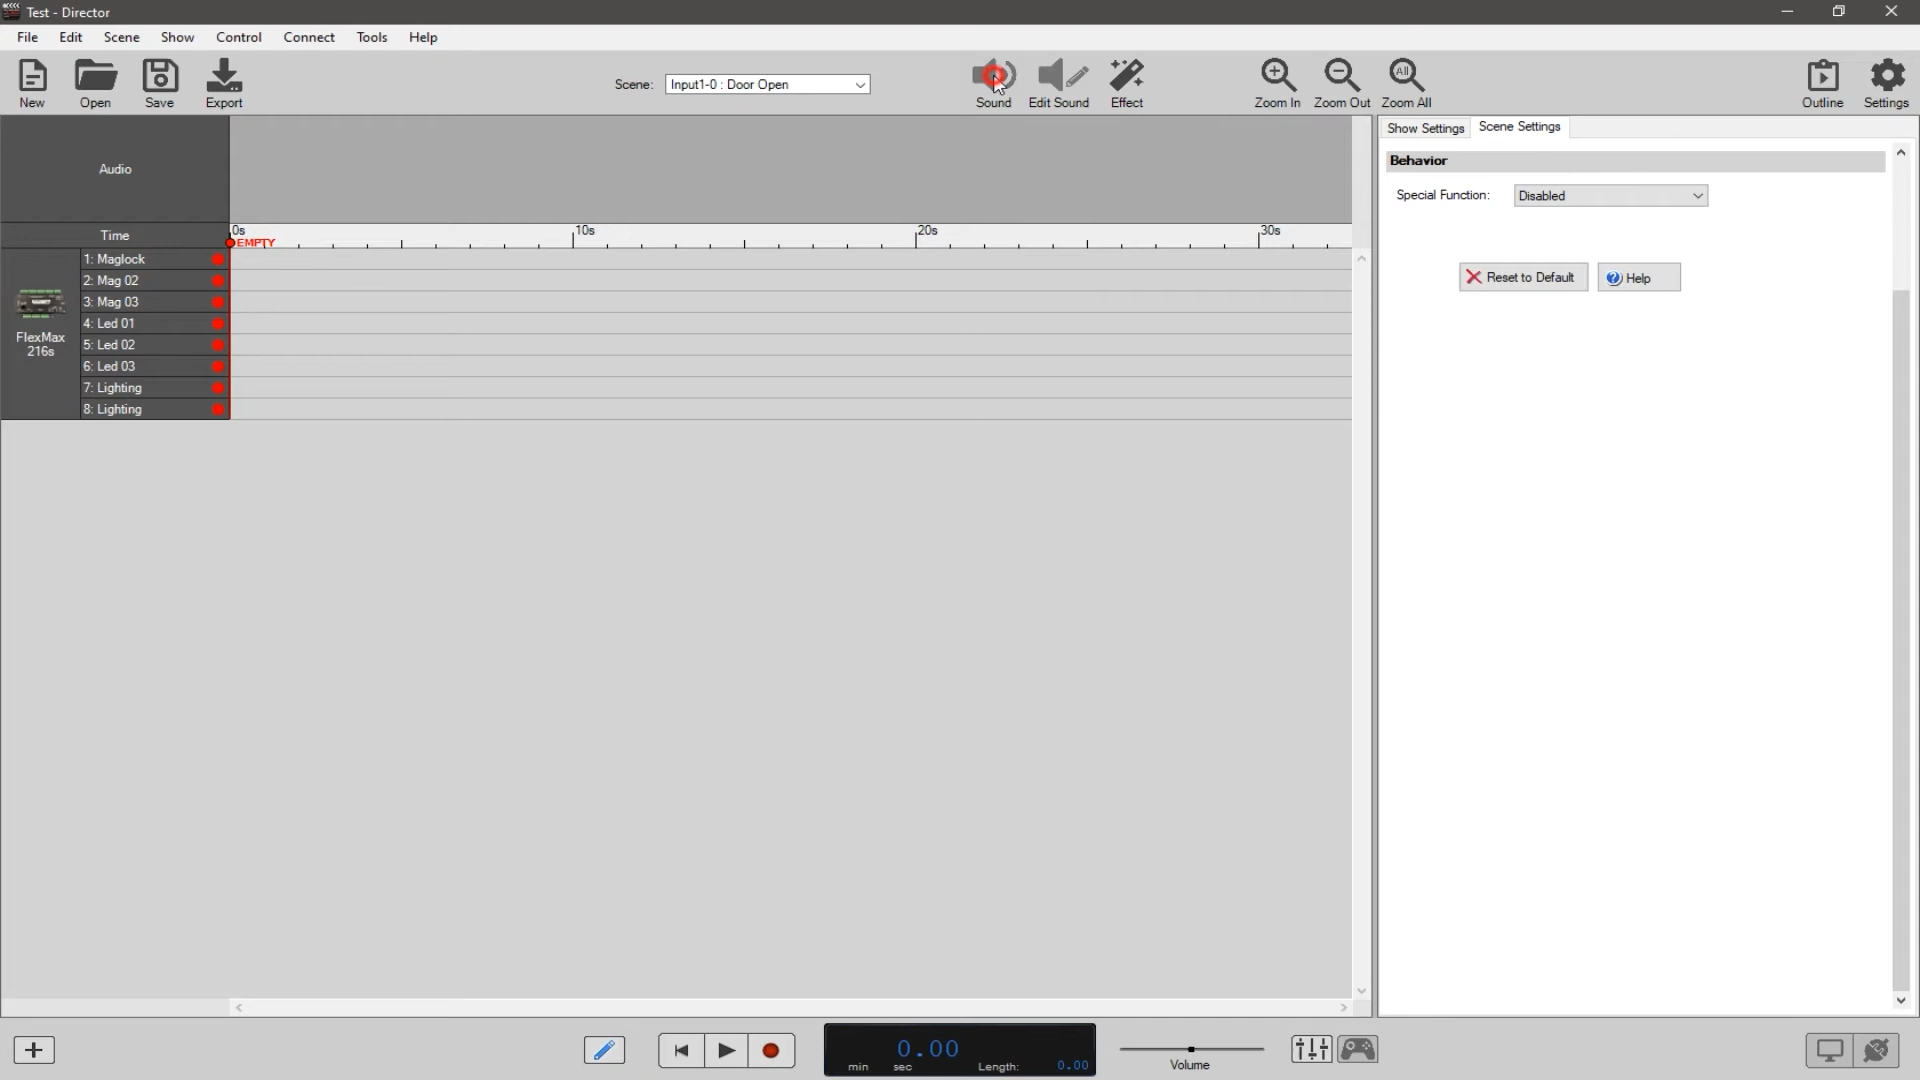 Test - Director
File Edit Scene Show Control Connect Tools Help
New Open Save Export
Scene: Input1-0 : Door Open
Sound Edit Sound Effect
All
Zoom In Zoom Out Zoom All
Outline Settings
Show Settings Scene Settings
Behavior
Special Function: Disabled
Reset to Default Help
Audio
Time
0s 10s 20s 30s
EMPTY
FlexMax
216s
1: Maglock
2: Mag 02
3: Mag 03
4: Led 01
5: Led 02
6: Led 03
7: Lighting
8: Lighting
0.00
min sec Length: 0.00
Volume